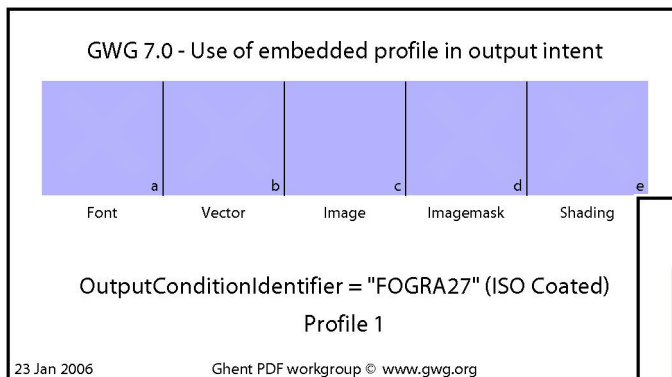 GWG 7.0 - Use of embedded profile in output intent
a b c d e
Font Vector Image Imagemask Shading
OutputConditionIdentifier = "FOGRA27" (ISO Coated)
Profile 1
23 Jan 2006 Ghent PDF workgroup © www.gwg.org